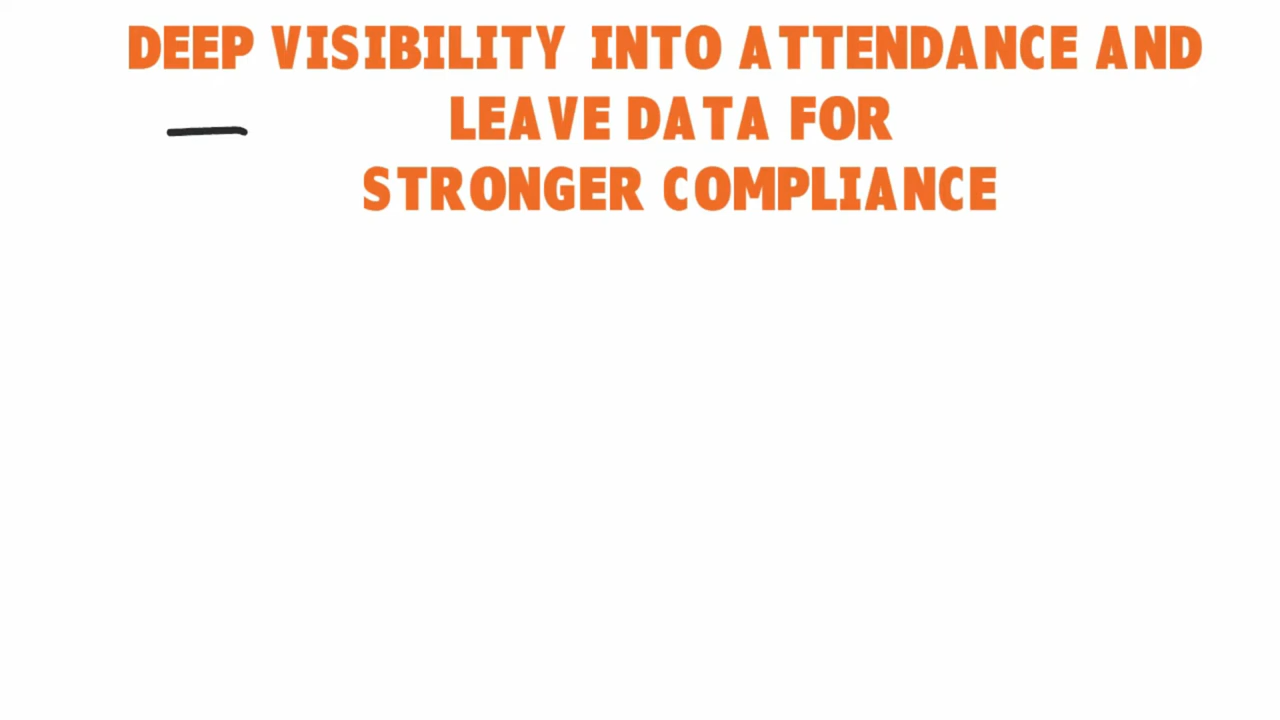 DEEP VISIBILITY INTO ATTENDANCE AND
LEAVE DATA FOR
STRONGER COMPLIANCE